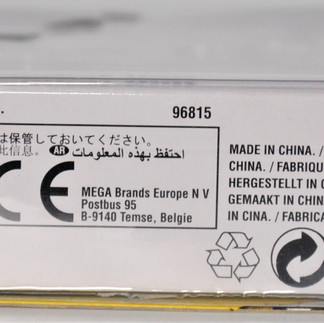 96815
は保管しておいてください。
此信息。 AR احتفظ بهذه المعلومات
CE
MEGA Brands Europe N V
Postbus 95
B-9140 Temse, Belgie
MADE IN CHINA. /
CHINA. / FABRIQU
HERGESTELLT IN C
GEMAAKT IN CHINA
IN CINA. / FABRICA